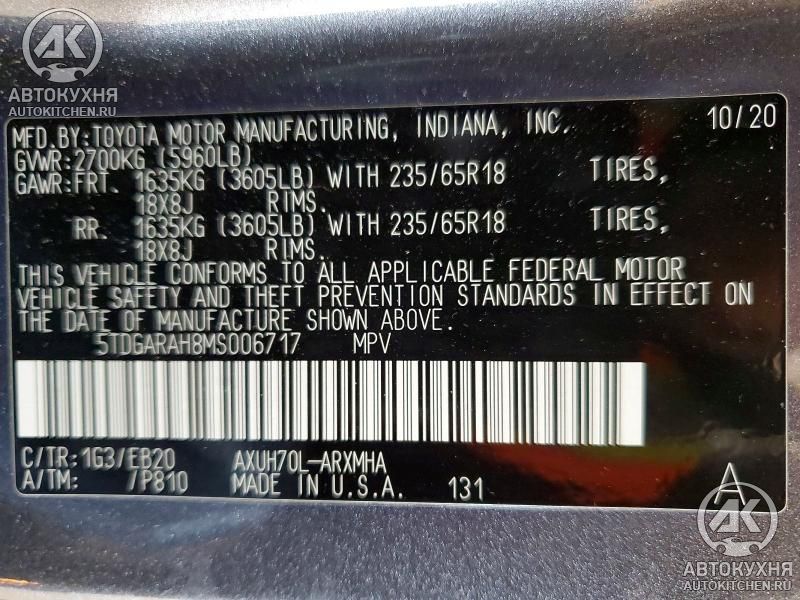 AK
АВТОКУХНЯ
AUTOKITCHEN.RU
MFD.BY:TOYOTA MOTOR MANUFACTURING, INDIANA, INC. 10/20
GVWR:2700KG (5960LB)
GAWR:FRT. 1635KG (3605LB) WITH 235/65R18 TIRES,
18X8J RIMS.
RR. 1635KG (3605LB) WITH 235/65R18 TIRES,
18X8J RIMS.
THIS VEHICLE CONFORMS TO ALL APPLICABLE FEDERAL MOTOR
VEHICLE SAFETY AND THEFT PREVENTION STANDARDS IN EFFECT ON
THE DATE OF MANUFACTURE SHOWN ABOVE.
5TDGARAH8MS006717 MPV
C/TR:1G3/EB20 AXUH70L-ARXMHA
A/TM: /P810 MADE IN U.S.A. 131 A
AK
АВТОКУХНЯ
AUTOKITCHEN.RU